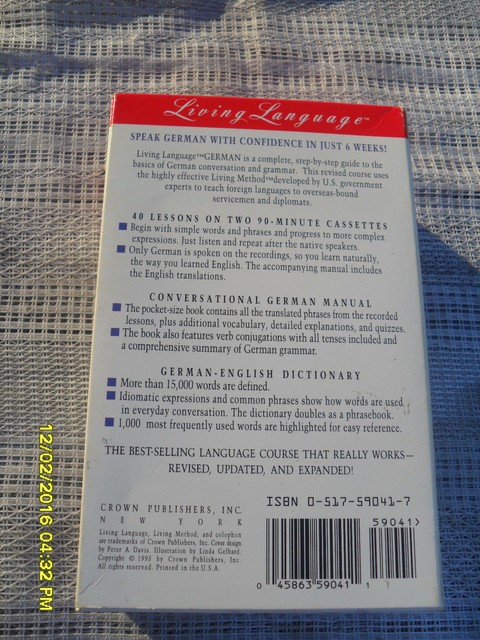 Living Language™
SPEAK GERMAN WITH CONFIDENCE IN JUST 6 WEEKS!
Living Language™GERMAN is a complete, step-by-step guide to the
basics of German conversation and grammar. This revised course uses
the highly effective Living Method™developed by U.S. government
experts to teach foreign languages to overseas-bound
servicemen and diplomats.
40 LESSONS ON TWO 90-MINUTE CASSETTES
Begin with simple words and phrases and progress to more complex
expressions. Just listen and repeat after the native speakers.
Only German is spoken on the recordings, so you learn naturally,
the way you learned English. The accompanying manual includes
the English translations.
CONVERSATIONAL GERMAN MANUAL
The pocket-size book contains all the translated phrases from the recorded
lessons, plus additional vocabulary, detailed explanations, and quizzes.
The book also features verb conjugations with all tenses included and
a comprehensive summary of German grammar.
GERMAN-ENGLISH DICTIONARY
More than 15,000 words are defined.
Idiomatic expressions and common phrases show how words are used
in everyday conversation. The dictionary doubles as a phrasebook.
1,000 most frequently used words are highlighted for easy reference.
THE BEST-SELLING LANGUAGE COURSE THAT REALLY WORKS—
REVISED, UPDATED, AND EXPANDED!
CROWN PUBLISHERS, INC.
NEW YORK
Living Language, Living Method, and colophon
are trademarks of Crown Publishers, Inc. Cover design
by Peter A. Davis. Illustration by Linda Gelhard.
Copyright © 1993 by Crown Publishers, Inc.
All rights reserved. Printed in the U.S.A.
ISBN 0-517-59041-7
59041>
0 45863 59041 1
12/02/2016 04:32 PM